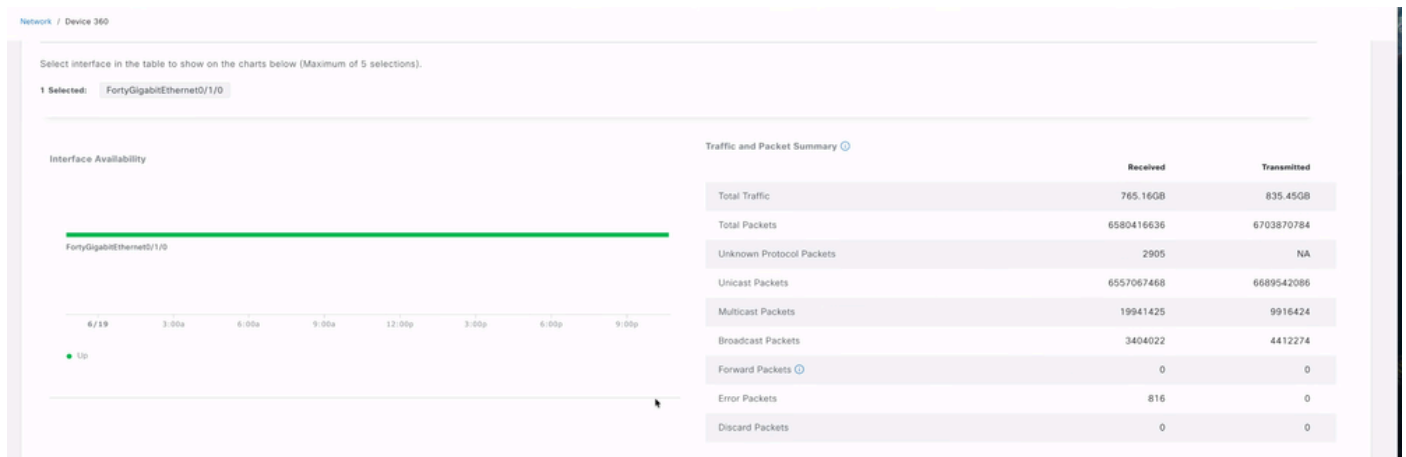 Network / Device 360
Select interface in the table to show on the charts below (Maximum of 5 selections).
1 Selected: FortyGigabitEthernet0/1/0
Interface Availability
FortyGigabitEthernet0/1/0
6/19 3:00a 6:00a 9:00a 12:00p 3:00p 6:00p 9:00p
Up
Traffic and Packet Summary
Received Transmitted
Total Traffic 765.16GB 835.45GB
Total Packets 6580416636 6703870784
Unknown Protocol Packets 2905 NA
Unicast Packets 6557067468 6689542086
Multicast Packets 19941425 9916424
Broadcast Packets 3404022 4412274
Forward Packets 0 0
Error Packets 816 0
Discard Packets 0 0